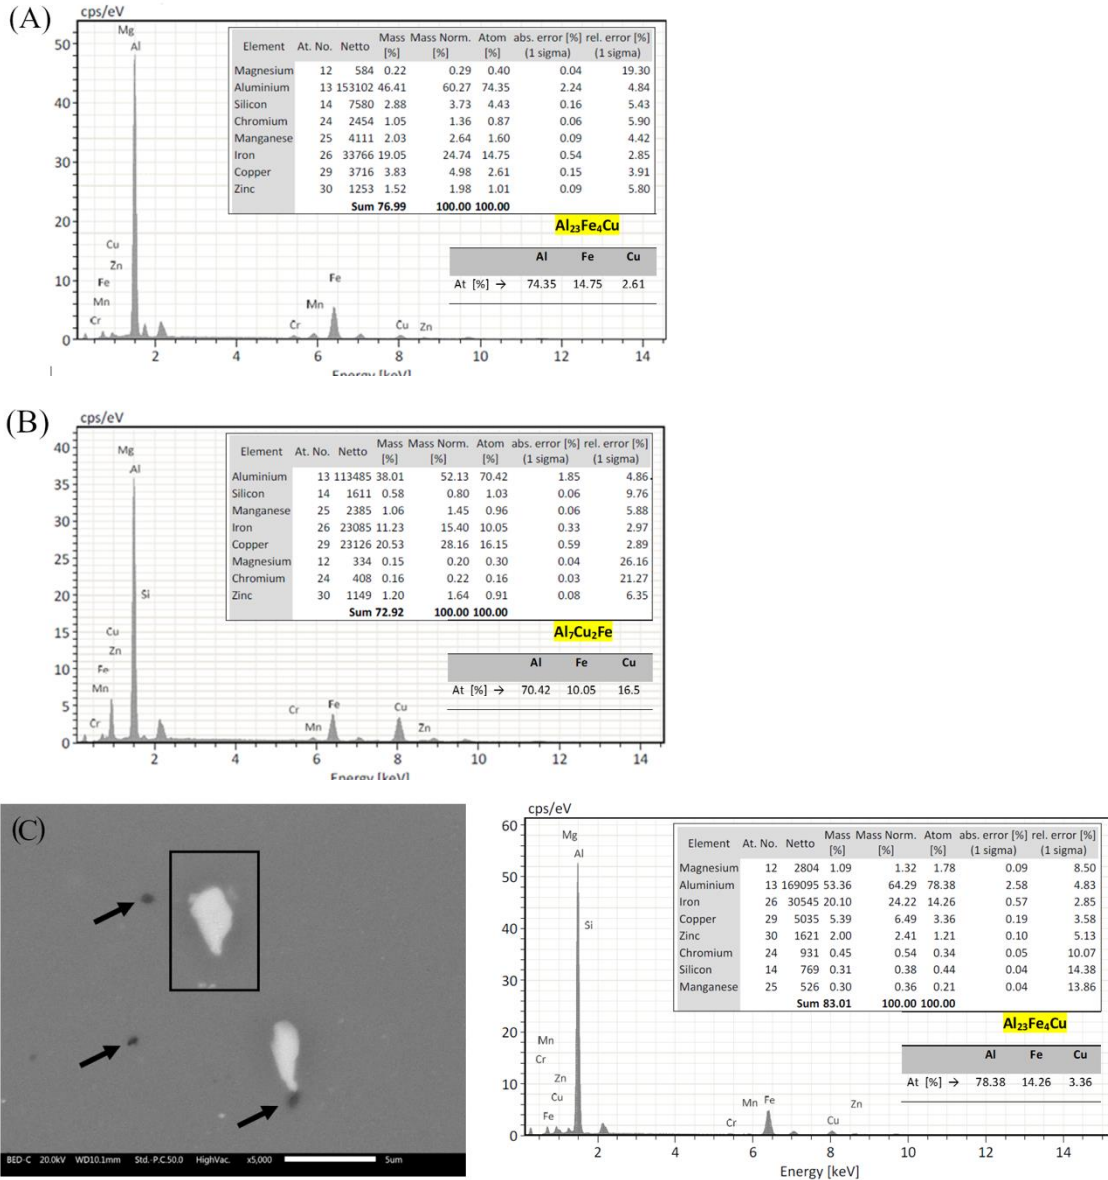 (A)
cps/eV
Element At. No. Netto Mass [%] Mass Norm. [%] Atom [%] abs. error [%] (1 sigma) rel. error [%] (1 sigma)
Magnesium 12 584 0.22 0.29 0.40 0.04 19.30
Aluminium 13 153102 46.41 60.27 74.35 2.24 4.84
Silicon 14 7580 2.88 3.73 4.43 0.16 5.43
Chromium 24 2454 1.05 1.36 0.87 0.06 5.90
Manganese 25 4111 2.03 2.64 1.60 0.09 4.42
Iron 26 33766 19.05 24.74 14.75 0.54 2.85
Copper 29 3716 3.83 4.98 2.61 0.15 3.91
Zinc 30 1253 1.52 1.98 1.01 0.09 5.80
Sum 76.99 100.00 100.00
Al₂₃Fe₄Cu
Al Fe Cu
At [%] → 74.35 14.75 2.61
Mg
Al
Cu
Zn
Fe
Mn
Cr
Cr
Mn
Fe
Cu
Zn
50
40
30
20
10
0
2 4 6 8 10 12 14
Energy [keV]
(B)
cps/eV
Element At. No. Netto Mass [%] Mass Norm. [%] Atom [%] abs. error [%] (1 sigma) rel. error [%] (1 sigma)
Aluminium 13 113485 38.01 52.13 70.42 1.85 4.86
Silicon 14 1611 0.58 0.80 1.03 0.06 9.76
Manganese 25 2385 1.06 1.45 0.96 0.06 5.88
Iron 26 23085 11.23 15.40 10.05 0.33 2.97
Copper 29 23126 20.53 28.16 16.15 0.59 2.89
Magnesium 12 334 0.15 0.20 0.30 0.04 26.16
Chromium 24 408 0.16 0.22 0.16 0.03 21.27
Zinc 30 1149 1.20 1.64 0.91 0.08 6.35
Sum 72.92 100.00 100.00
Al₇Cu₂Fe
Al Fe Cu
At [%] → 70.42 10.05 16.5
Mg
Al
Si
Cu
Zn
Fe
Mn
Cr
Cr
Mn
Fe
Cu
Zn
40
35
30
25
20
15
10
5
0
2 4 6 8 10 12 14
Energy [keV]
(C)
BED-C 20.0kV WD10.1mm Std.-P.C.50.0 HighVac. x5,000 5um
cps/eV
Element At. No. Netto Mass [%] Mass Norm. [%] Atom [%] abs. error [%] (1 sigma) rel. error [%] (1 sigma)
Magnesium 12 2804 1.09 1.32 1.78 0.09 8.50
Aluminium 13 169095 53.36 64.29 78.38 2.58 4.83
Iron 26 30545 20.10 24.22 14.26 0.57 2.85
Copper 29 5035 5.39 6.49 3.36 0.19 3.58
Zinc 30 1621 2.00 2.41 1.21 0.10 5.13
Chromium 24 931 0.45 0.54 0.34 0.05 10.07
Silicon 14 769 0.31 0.38 0.44 0.04 14.38
Manganese 25 526 0.30 0.36 0.21 0.04 13.86
Sum 83.01 100.00 100.00
Al₂₃Fe₄Cu
Al Fe Cu
At [%] → 78.38 14.26 3.36
Mg
Al
Si
Mn
Cr
Zn
Cu
Fe
Cr
Mn
Fe
Cu
Zn
60
50
40
30
20
10
0
2 4 6 8 10 12 14
Energy [keV]